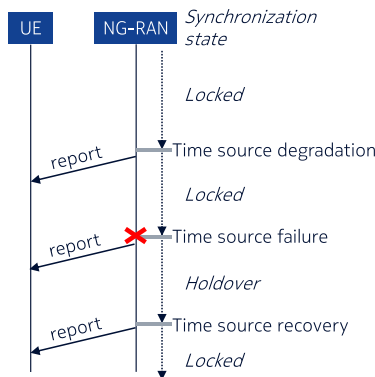 UE
NG-RAN
Synchronization
state
Locked
report
Time source degradation
Locked
report
Time source failure
Holdover
report
Time source recovery
Locked